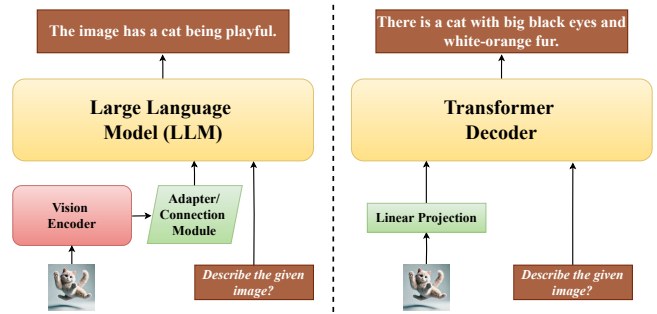 The image has a cat being playful.
Large Language
Model (LLM)
Vision
Encoder
Adapter/
Connection
Module
Describe the given
image?
There is a cat with big black eyes and
white-orange fur.
Transformer
Decoder
Linear Projection
Describe the given
image?